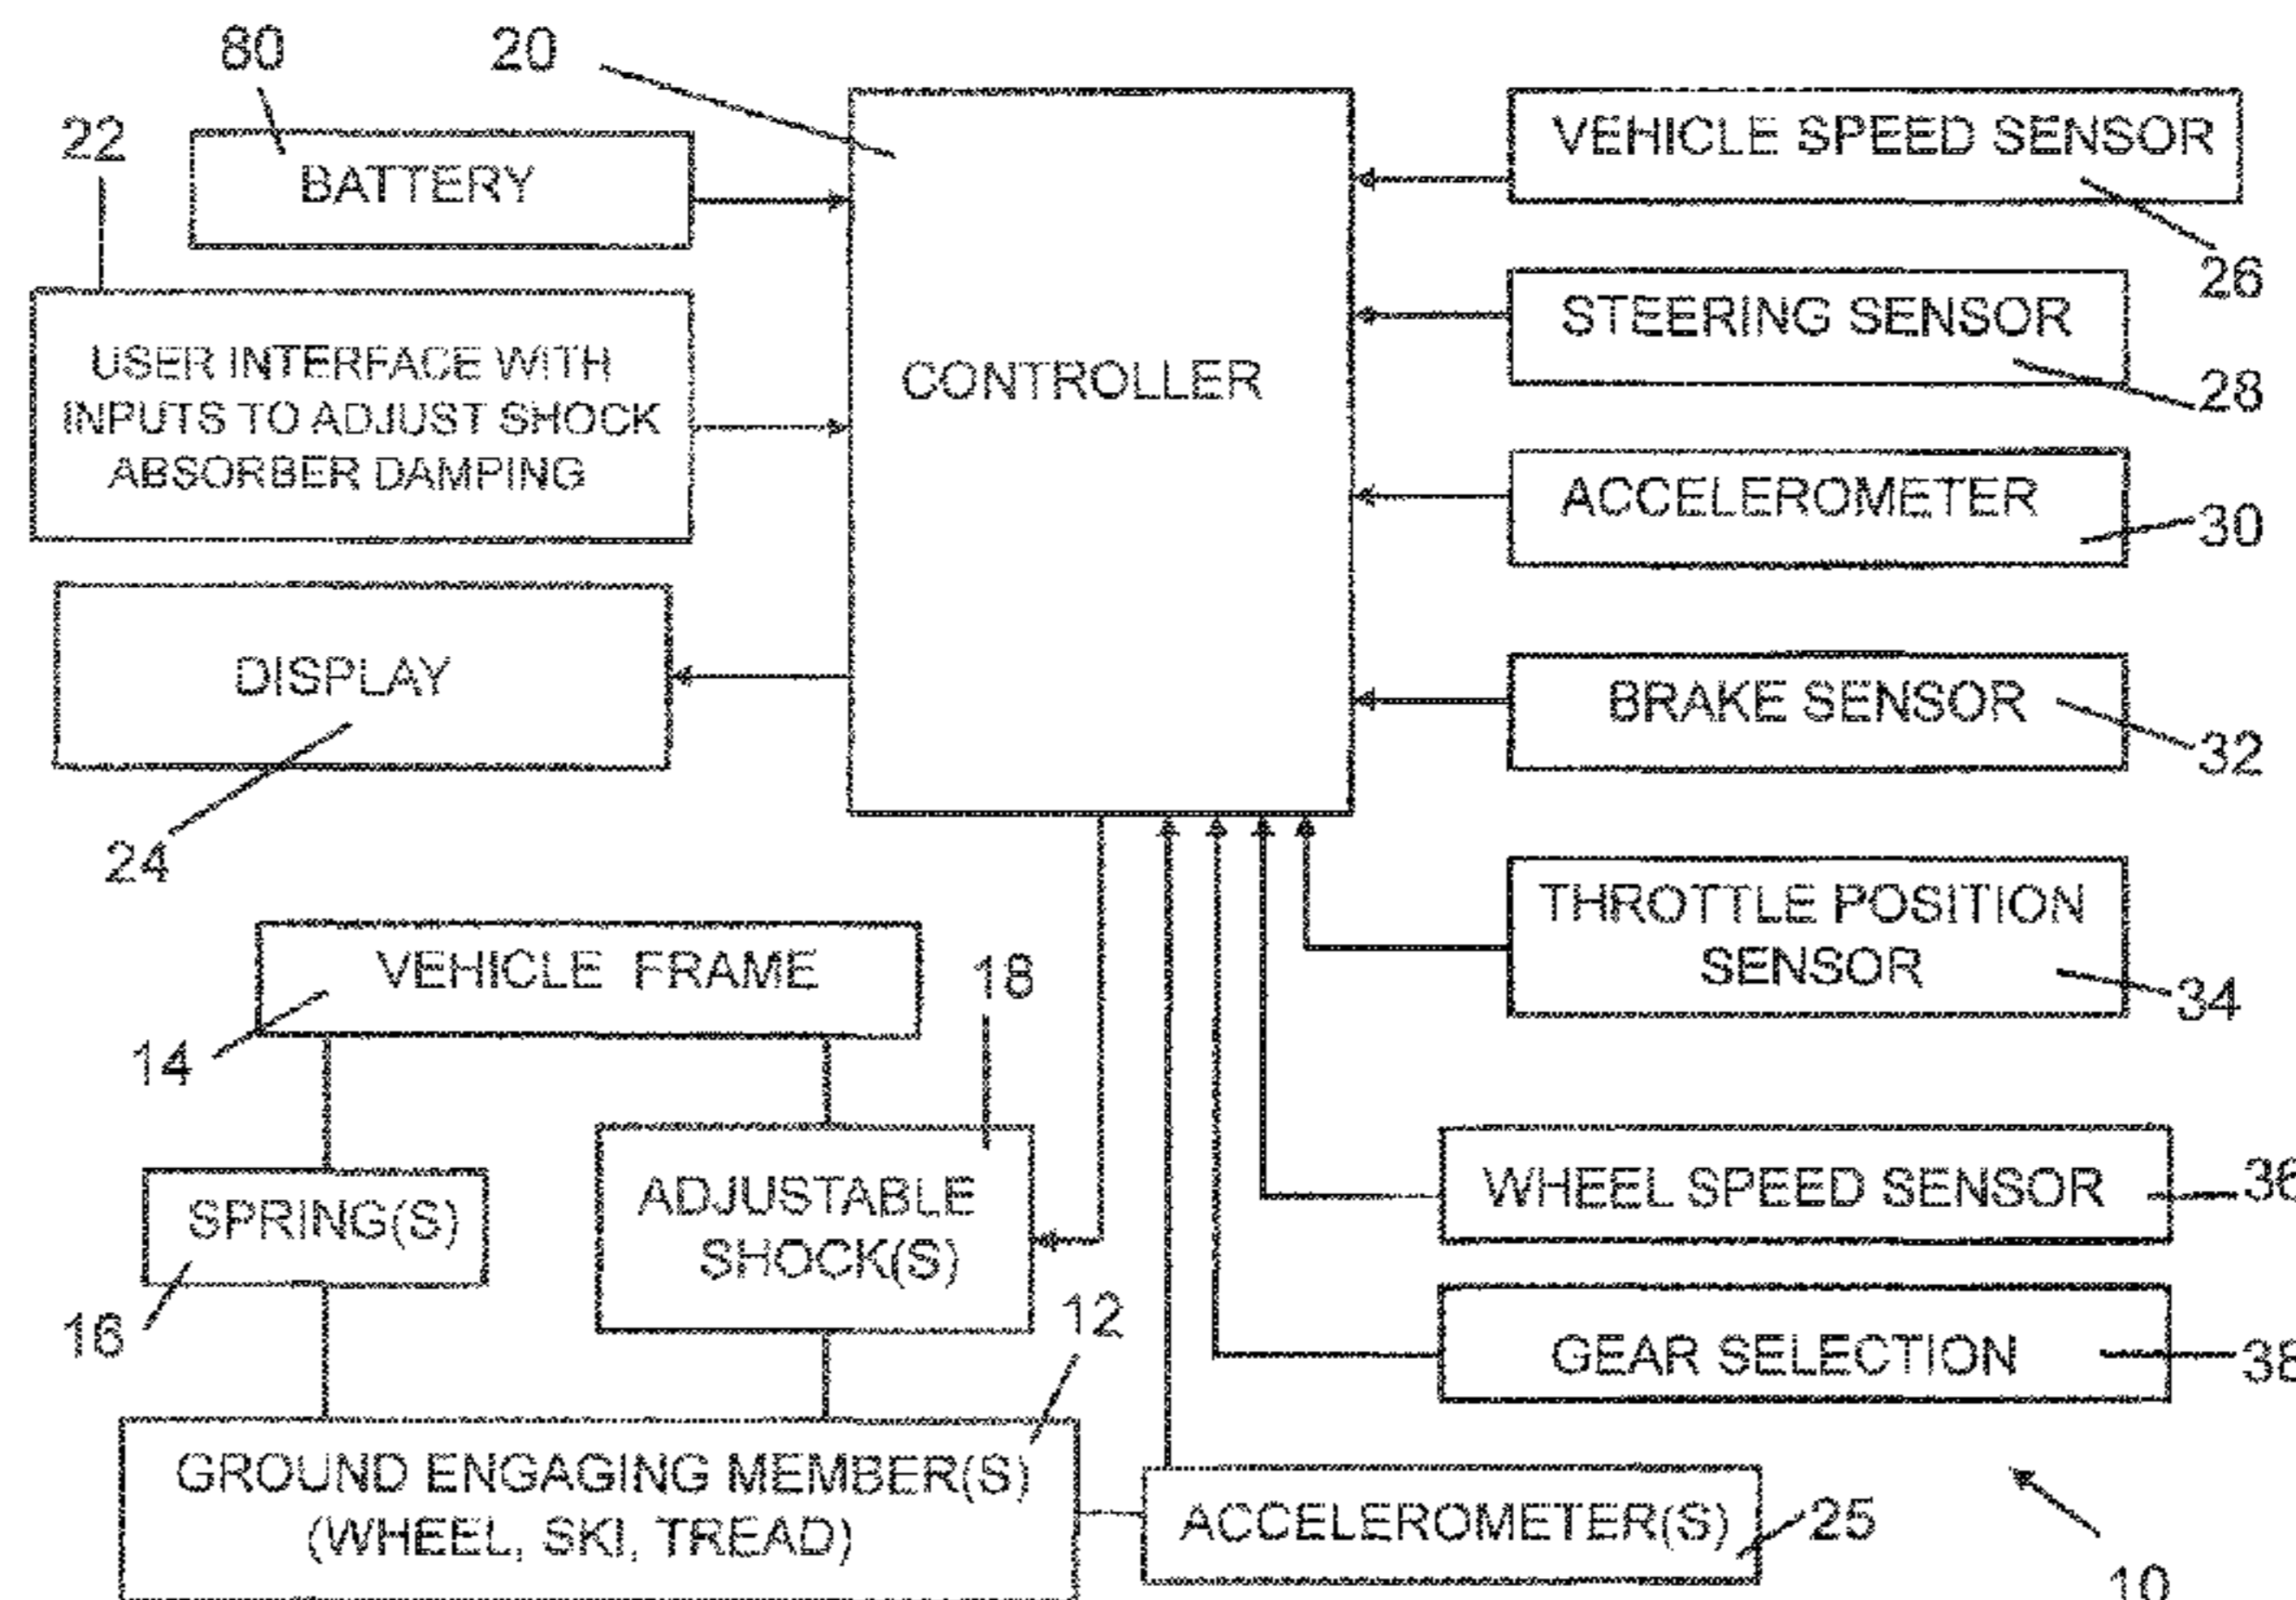 80
20
22
BATTERY
VEHICLE SPEED SENSOR
26
USER INTERFACE WITH
INPUTS TO ADJUST SHOCK
ABSORBER DAMPING
CONTROLLER
STEERING SENSOR
28
ACCELEROMETER
30
DISPLAY
24
BRAKE SENSOR
32
THROTTLE POSITION
SENSOR
34
VEHICLE FRAME
14
18
SPRING(S)
16
ADJUSTABLE
SHOCK(S)
12
WHEEL SPEED SENSOR
36
GEAR SELECTION
38
GROUND ENGAGING MEMBER(S)
(WHEEL, SKI, TREAD)
ACCELEROMETER(S)
25
10